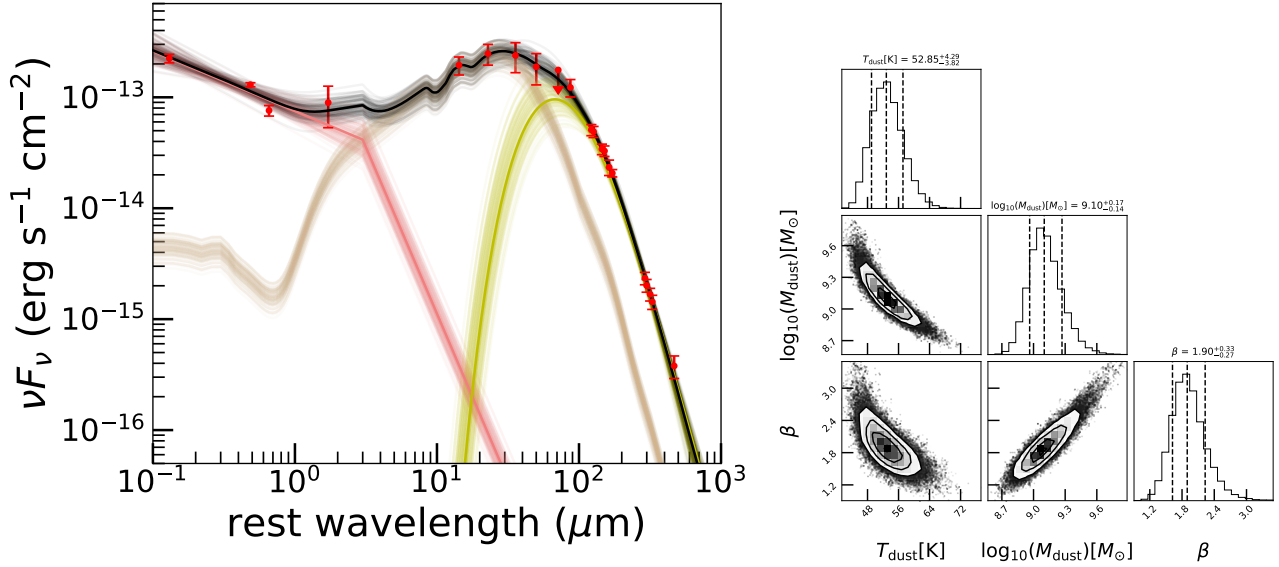 νFν (erg s⁻¹ cm⁻²)
10⁻¹³
10⁻¹⁴
10⁻¹⁵
10⁻¹⁶
10⁻¹ 10⁰ 10¹ 10² 10³
rest wavelength (μm)
T_dust[K] = 52.85^{+4.29}_{−3.82}
log₁₀(M_dust)[M_⊙] = 9.10^{+0.17}_{−0.14}
log₁₀(M_dust)[M_⊙]
9.6
9.3
9.0
8.7
β = 1.90^{+0.33}_{−0.27}
β
3.0
2.4
1.8
1.2
48 56 64 72
8.7 9.0 9.3 9.6
1.2 1.8 2.4 3.0
T_dust[K]
log₁₀(M_dust)[M_⊙]
β